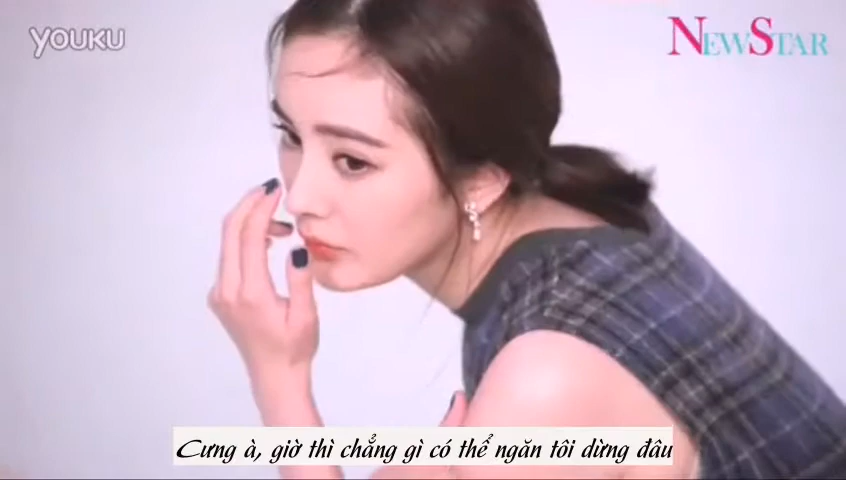 YOUKU
NEWSTAR
Cưng à, giờ thì chẳng gì có thể ngăn tôi dừng đâu